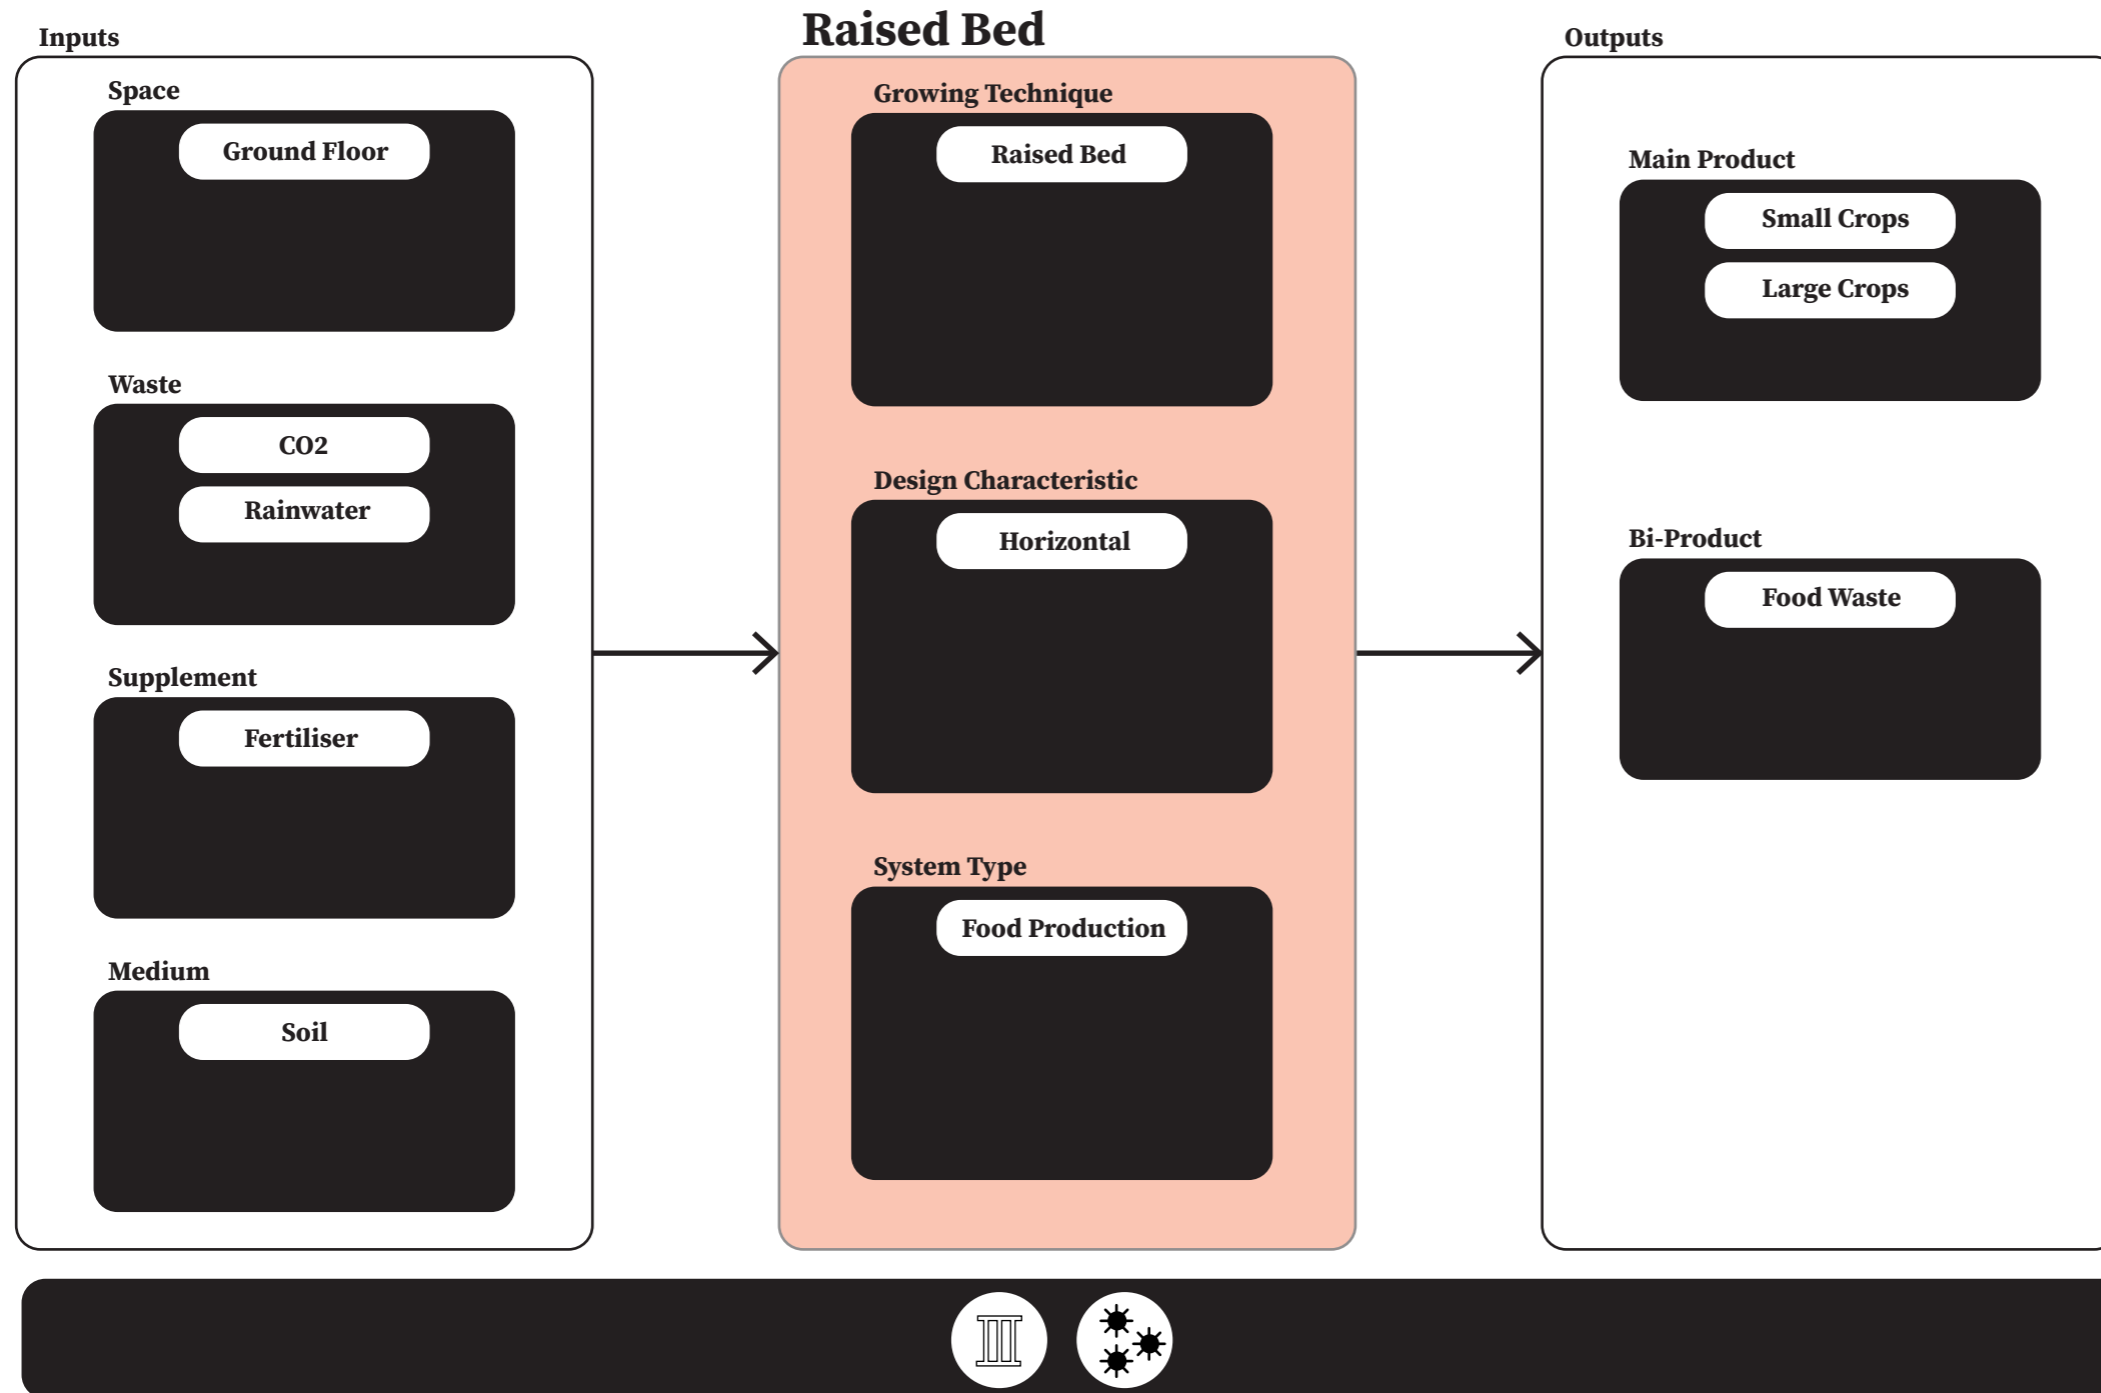 Inputs
Space
Ground Floor
Waste
CO2
Rainwater
Supplement
Fertiliser
Medium
Soil
Raised Bed
Growing Technique
Raised Bed
Design Characteristic
Horizontal
System Type
Food Production
Outputs
Main Product
Small Crops
Large Crops
Bi-Product
Food Waste